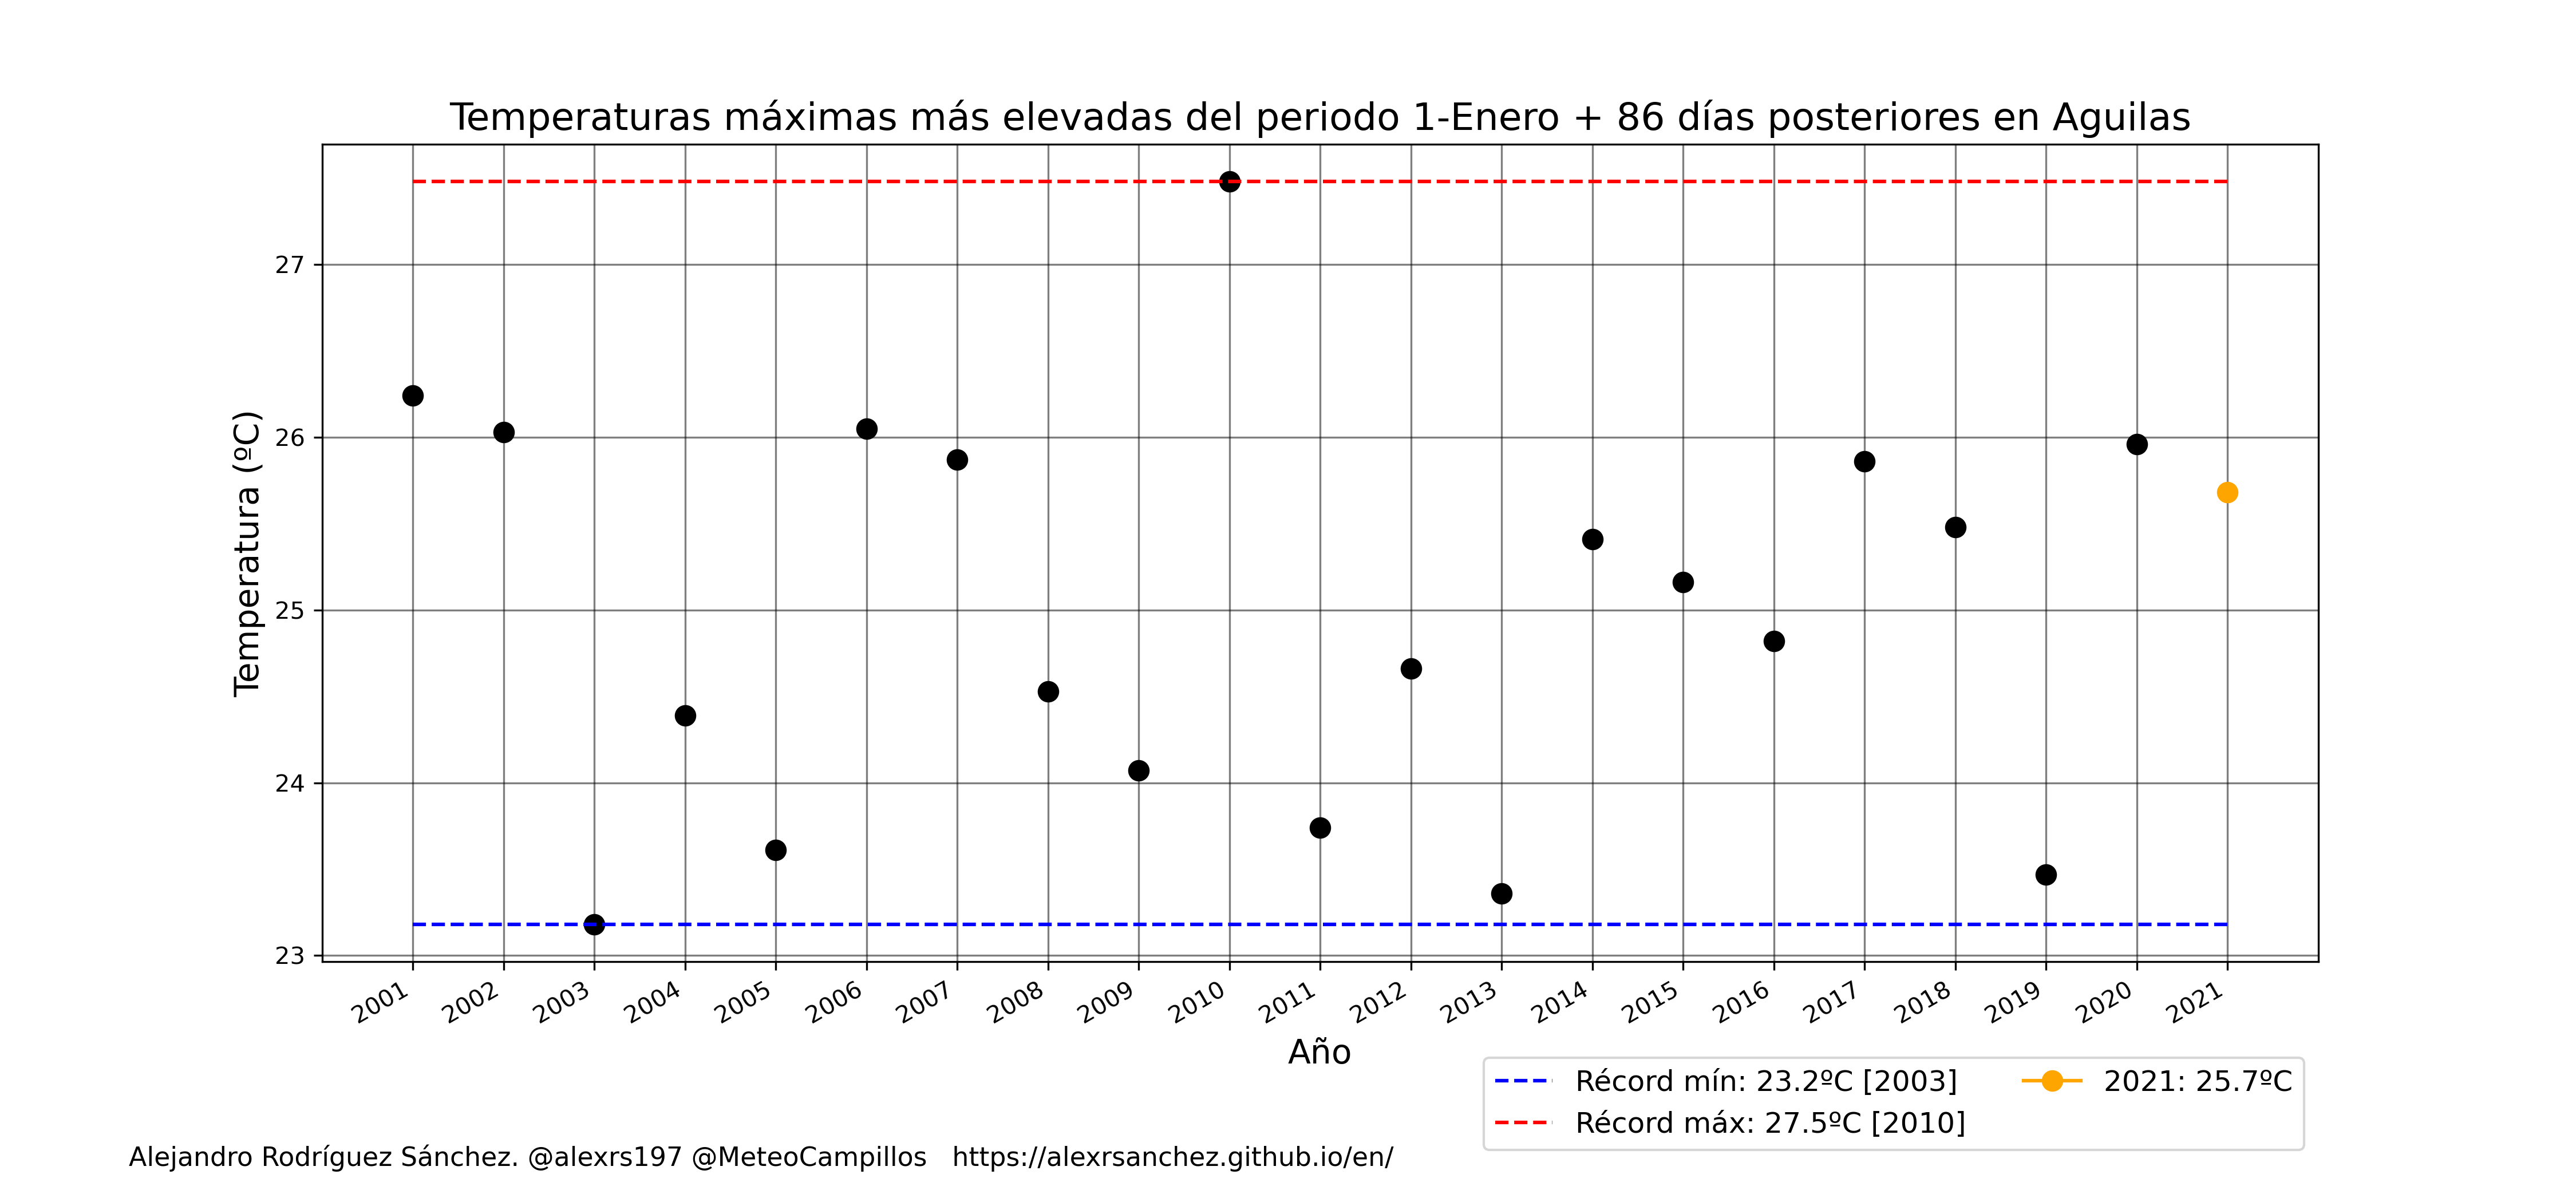 Temperaturas máximas más elevadas del periodo 1-Enero + 86 días posteriores en Aguilas
Temperatura (ºC)
27
26
25
24
23
2001 2002 2003 2004 2005 2006 2007 2008 2009 2010 2011 2012 2013 2014 2015 2016 2017 2018 2019 2020 2021
Año
Récord mín: 23.2ºC [2003]
Récord máx: 27.5ºC [2010]
2021: 25.7ºC
Alejandro Rodríguez Sánchez. @alexrs197 @MeteoCampillos https://alexrsanchez.github.io/en/